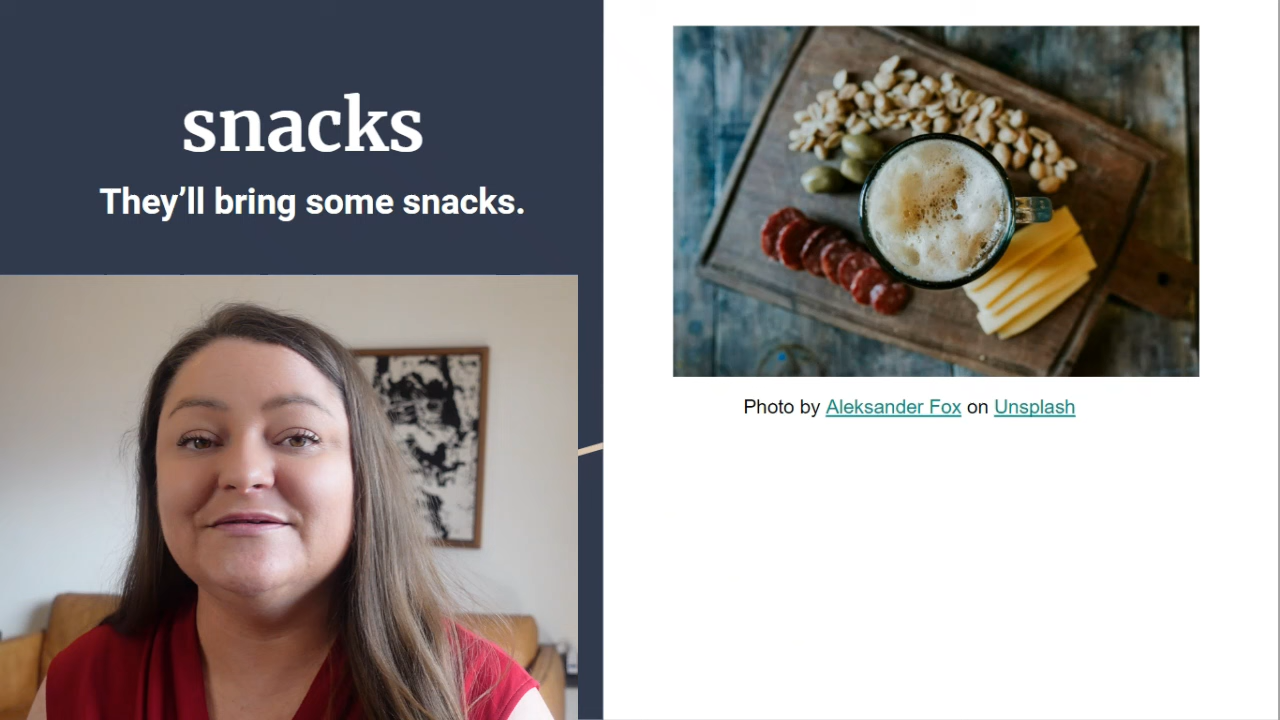 snacks
They’ll bring some snacks.
Photo by Aleksander Fox on Unsplash